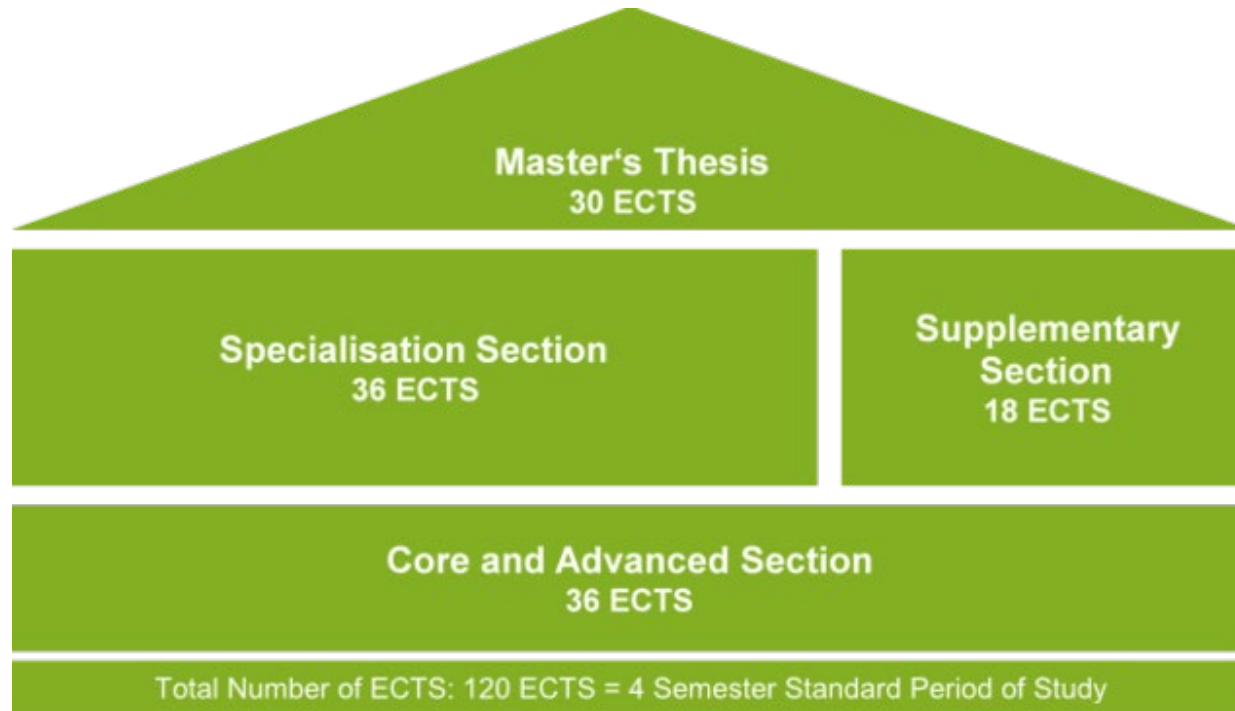 Master‘s Thesis
30 ECTS
Specialisation Section
36 ECTS
Supplementary
Section
18 ECTS
Core and Advanced Section
36 ECTS
Total Number of ECTS: 120 ECTS = 4 Semester Standard Period of Study